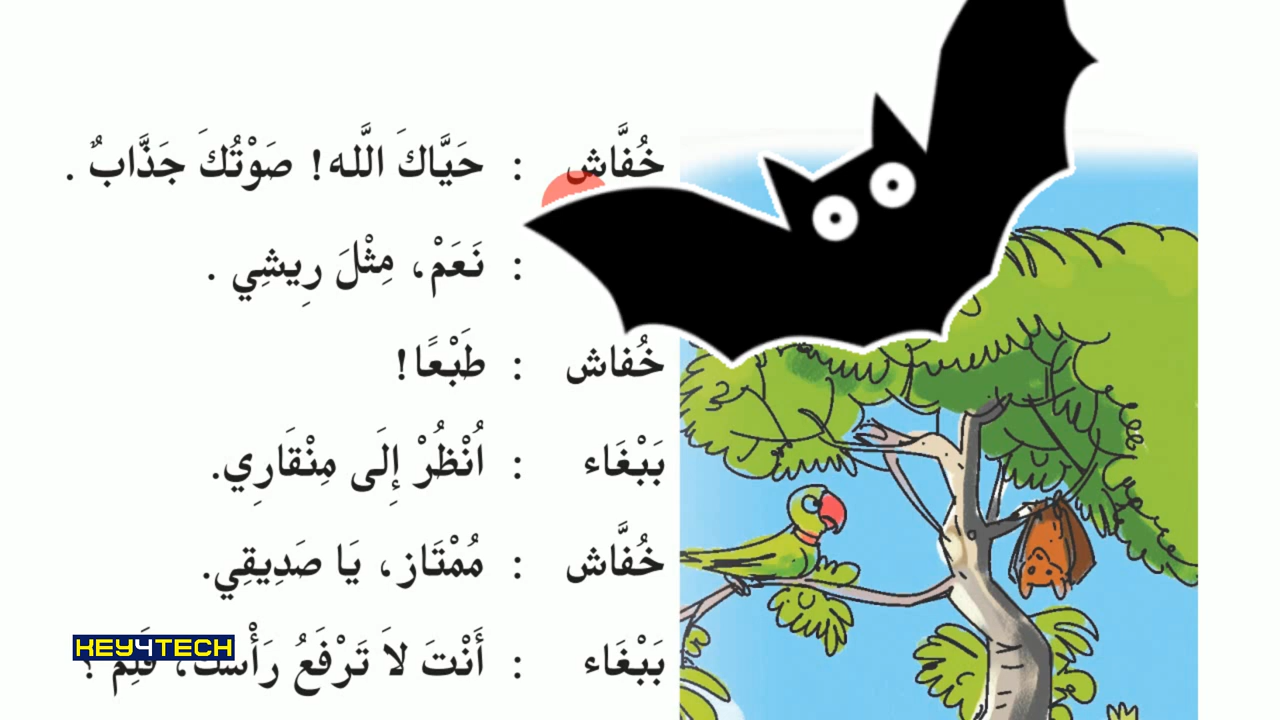 خُفَّاش : حَيَّاكَ اللَّه! صَوْتُكَ جَذَّابٌ .
: نَعَمْ، مِثْلَ رِيشِي .
خُفاش : طَبْعًا!
بَبْغَاء : اُنْظُرْ إِلَى مِنْقَارِي.
خُفَّاش : مُمْتَاز، يَا صَدِيقِي.
بَبْغَاء : أَنْتَ لاَ تَرْفَعُ رَأْسَكَ، فَلِمَ ؟
KEY4TECH